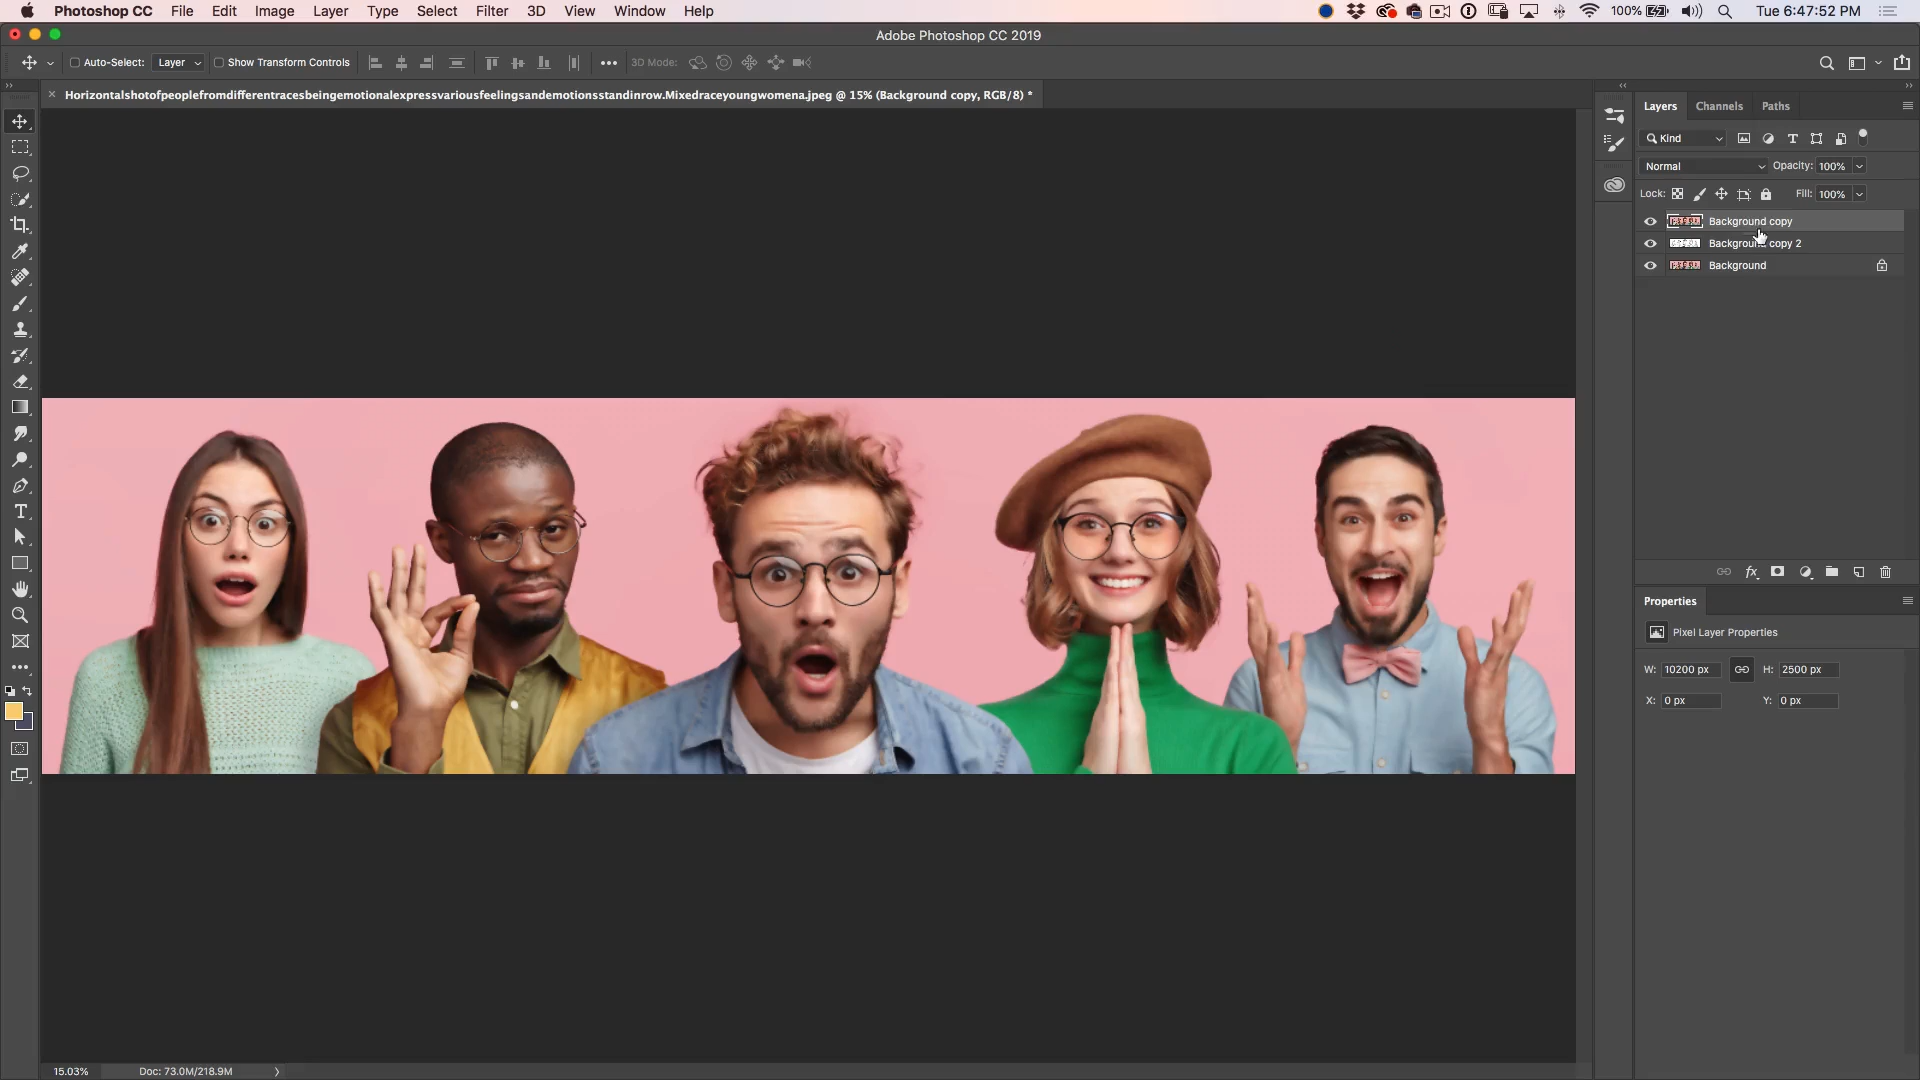 Photoshop CC File Edit Image Layer Type Select Filter 3D View Window Help 100% Tue 6:47:52 PM
Adobe Photoshop CC 2019
Auto-Select: Layer Show Transform Controls 3D Mode:
Horizontalshotofpeoplefromdifferentracesbeingemotionalexpressvariousfeelingsandemotionsstandinrow.Mixedraceyoungwomena.jpeg @ 15% (Background copy, RGB/8) *
Layers Channels Paths
Kind
Normal Opacity: 100%
Lock: Fill: 100%
Background copy
Background copy 2
Background
Properties
Pixel Layer Properties
W: 10200 px H: 2500 px
X: 0 px Y: 0 px
15.03% Doc: 73.0M/218.9M